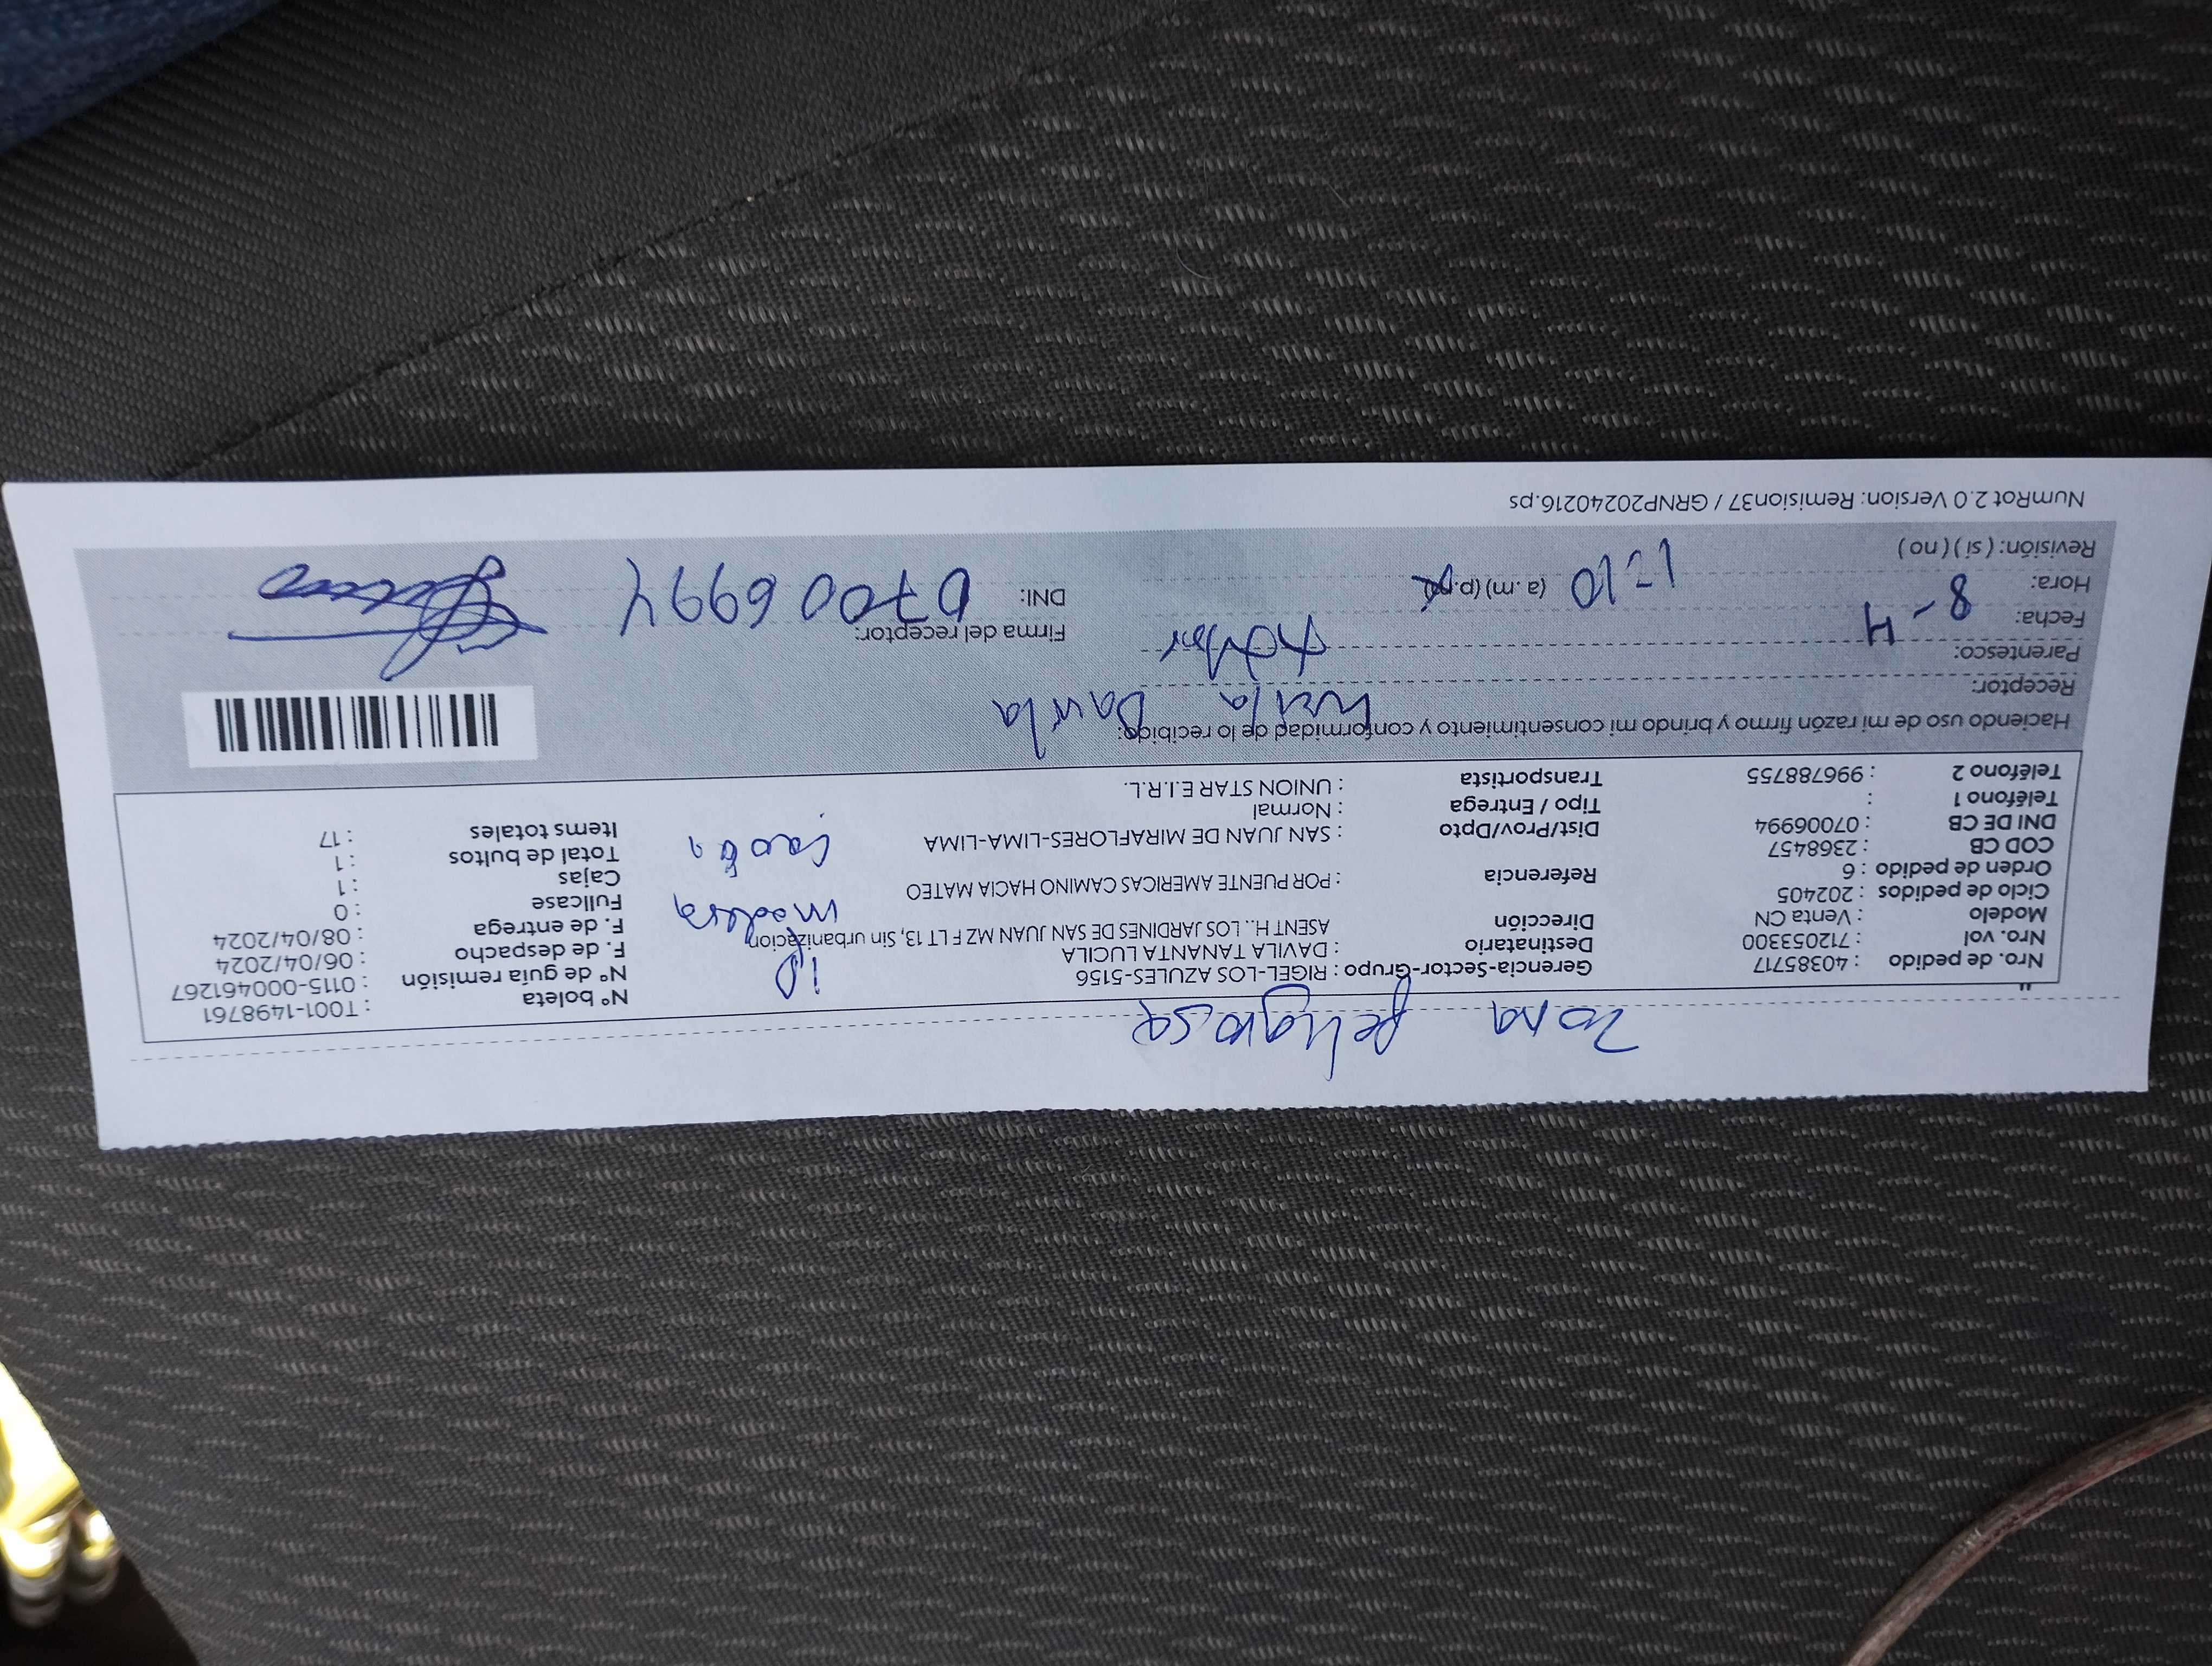 Zona peligrosa
Nro. de pedido : 40385717
Nro. vol : 712053300
Modelo : Venta CN
Ciclo de pedidos : 202405
Orden de pedido : 6
COD CB : 2368457
DNI DE CB : 07006994
Teléfono 1 :
Teléfono 2 : 996788755
Gerencia-Sector-Grupo : RIGEL-LOS AZULES-5156
Destinatario : DAVILA TANANTA LUCILA
Dirección ASENT H.. LOS JARDINES DE SAN JUAN MZ F LT 13, Sin urbanizacion
Referencia : POR PUENTE AMERICAS CAMINO HACIA MATEO
Dist/Prov/Dpto : SAN JUAN DE MIRAFLORES-LIMA-LIMA
Tipo / Entrega : Normal
Transportista : UNION STAR E.I.R.L.
madera
N° boleta : T001-1498761
N° de guía remisión : 0115-000461267
F. de despacho : 06/04/2024
F. de entrega : 08/04/2024
Fullcase : 0
Cajas : 1
Total de bultos : 1
Items totales : 17
Haciendo uso de mi razón firmo y brindo mi consentimiento y conformidad de lo recibido:
Receptor: Davila
Parentesco:
Fecha: 8-4
Hora: 1:10 (a.m) (p.m)
Revisión: ( si ) ( no )
Firma del receptor:
DNI: 07006994
NumRot 2.0 Version: Remision37 / GRNP20240216.ps